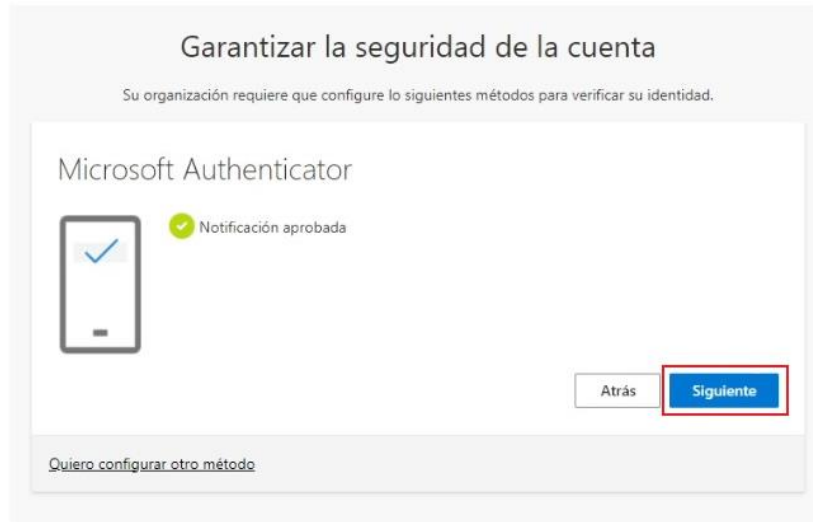 Garantizar la seguridad de la cuenta
Su organización requiere que configure lo siguientes métodos para verificar su identidad.
Microsoft Authenticator
Notificación aprobada
Atrás
Siguiente
Quiero configurar otro método